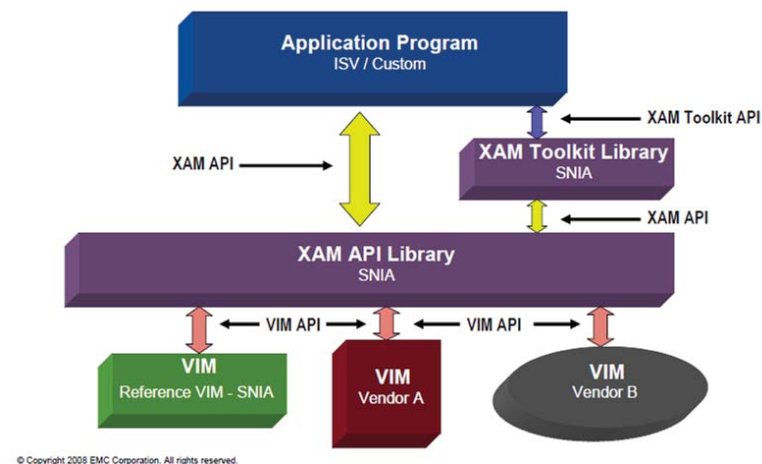 Application Program
ISV / Custom
XAM Toolkit API
XAM API
XAM Toolkit Library
SNIA
XAM API
XAM API Library
SNIA
VIM API
VIM API
VIM
Reference VIM - SNIA
VIM
Vendor A
VIM
Vendor B
© Copyright 2008 EMC Corporation. All rights reserved.